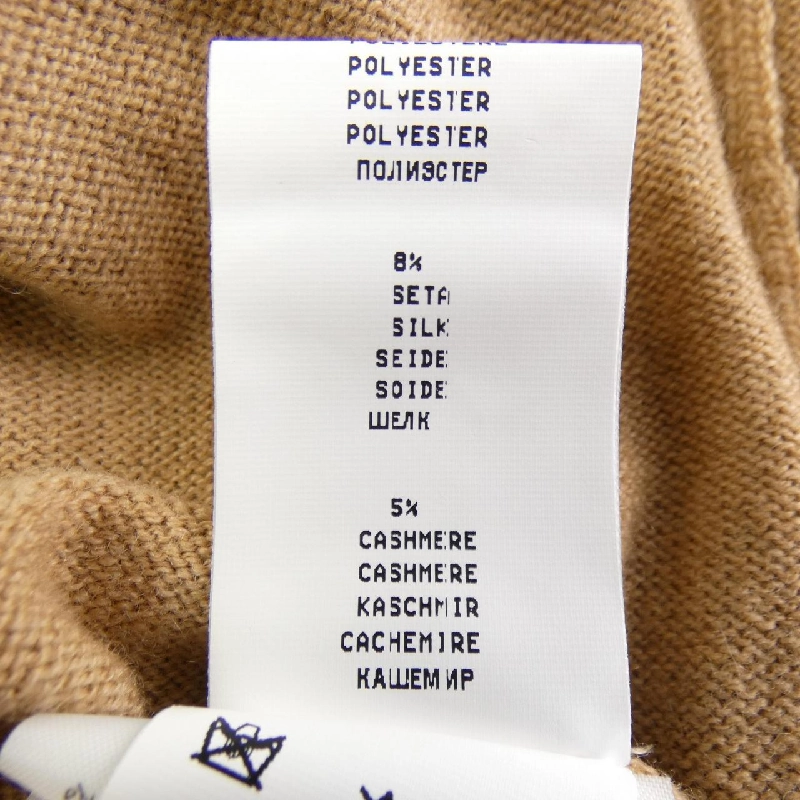 POLYESTER
POLYESTER
POLYESTER
ПОЛИЭСТЕР
8%
SETA
SILK
SEIDE
SOIDE
ШЕЛК
5%
CASHMERE
CASHMERE
KASCHMIR
CACHEMIRE
КАШЕМИР